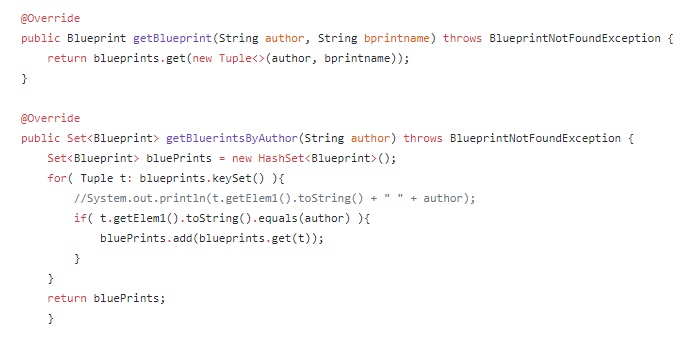 @Override
public Blueprint getBlueprint(String author, String bprintname) throws BlueprintNotFoundException {
    return blueprints.get(new Tuple<>(author, bprintname));
}

@Override
public Set<Blueprint> getBluerintsByAuthor(String author) throws BlueprintNotFoundException {
    Set<Blueprint> bluePrints = new HashSet<Blueprint>();
    for( Tuple t: blueprints.keySet() ){
        //System.out.println(t.getElem1().toString() + " " + author);
        if( t.getElem1().toString().equals(author) ){
            bluePrints.add(blueprints.get(t));
        }
    }
    return bluePrints;
    }